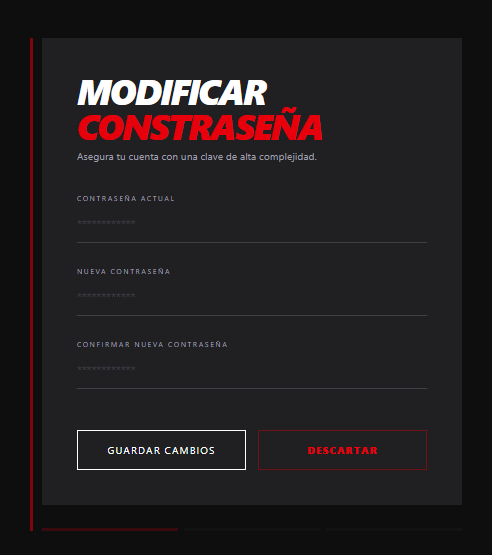 MODIFICAR
CONSTRASEÑA
Asegura tu cuenta con una clave de alta complejidad.
CONTRASEÑA ACTUAL
************
NUEVA CONTRASEÑA
************
CONFIRMAR NUEVA CONTRASEÑA
************
GUARDAR CAMBIOS DESCARTAR